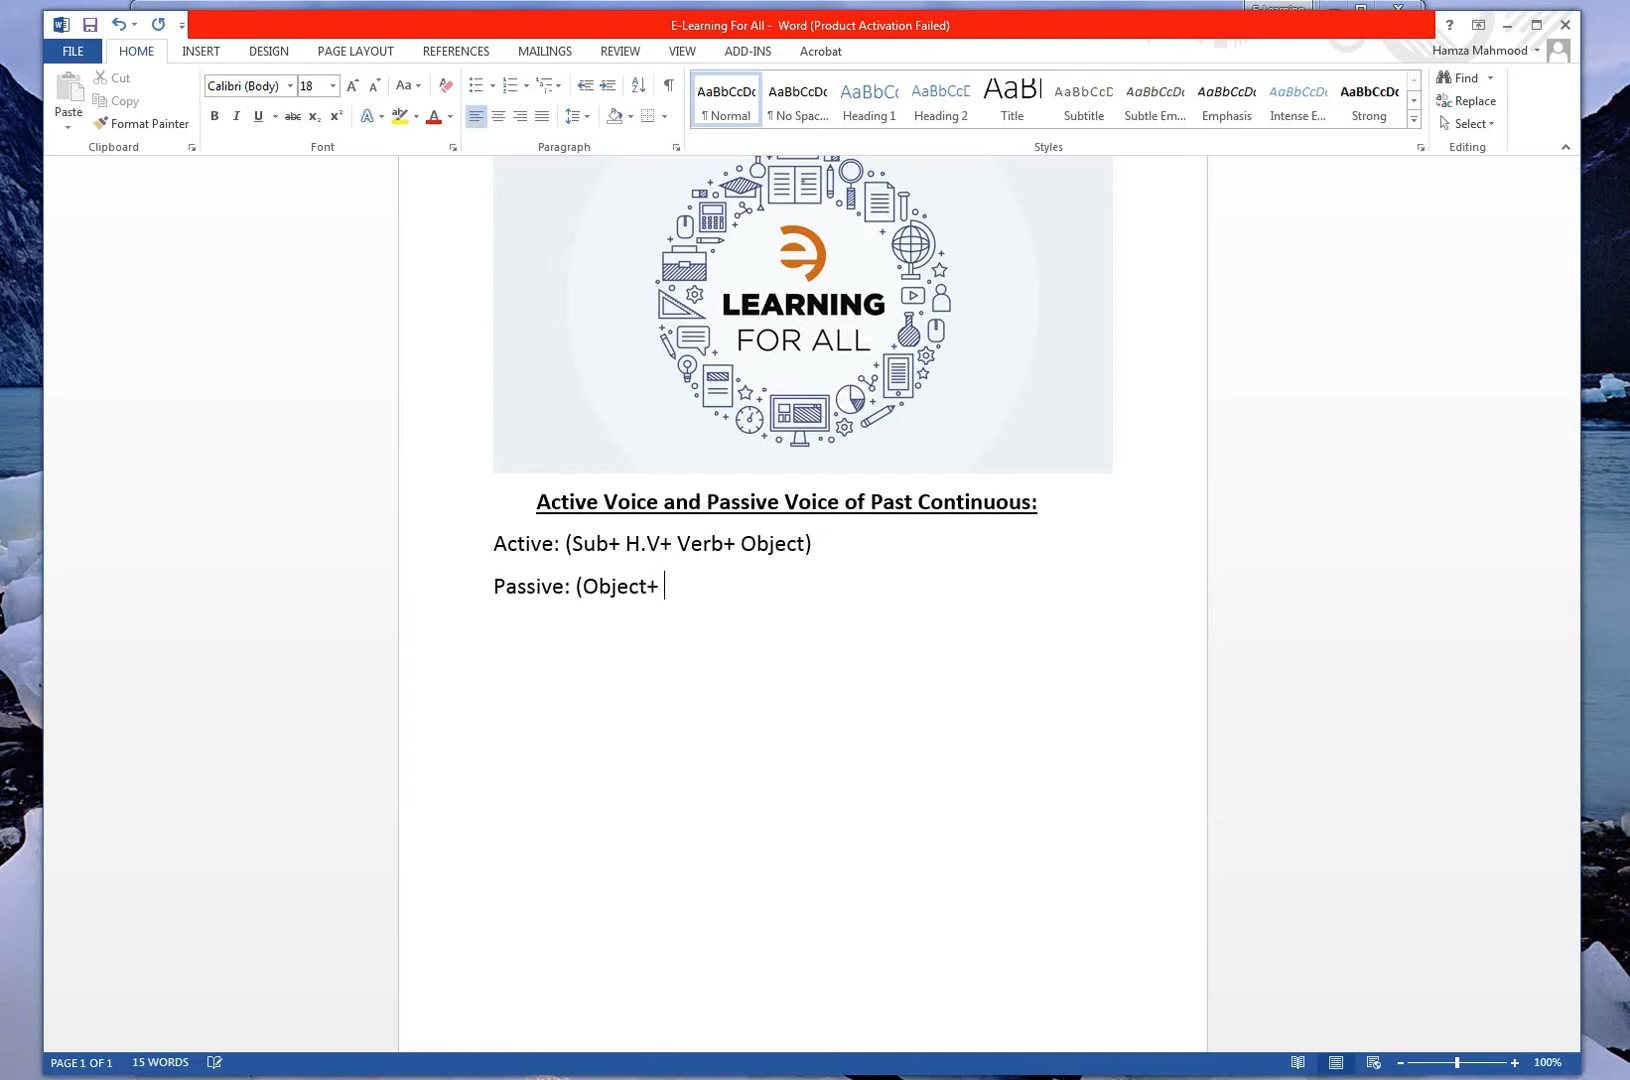 E-Learning For All - Word (Product Activation Failed)
FILE HOME INSERT DESIGN PAGE LAYOUT REFERENCES MAILINGS REVIEW VIEW ADD-INS Acrobat
Hamza Mahmood
Paste
Cut
Copy
Format Painter
Clipboard
Calibri (Body) 18
Font
Paragraph
AaBbCcDc AaBbCcDc AaBbC AaBbCcD AaB AaBbCcD AaBbCcDc AaBbCcDc AaBbCcDc AaBbCcDc
¶ Normal ¶ No Spac... Heading 1 Heading 2 Title Subtitle Subtle Em... Emphasis Intense E... Strong
Styles
Find
Replace
Select
Editing
LEARNING
FOR ALL
Active Voice and Passive Voice of Past Continuous:
Active: (Sub+ H.V+ Verb+ Object)
Passive: (Object+
PAGE 1 OF 1 15 WORDS 100%